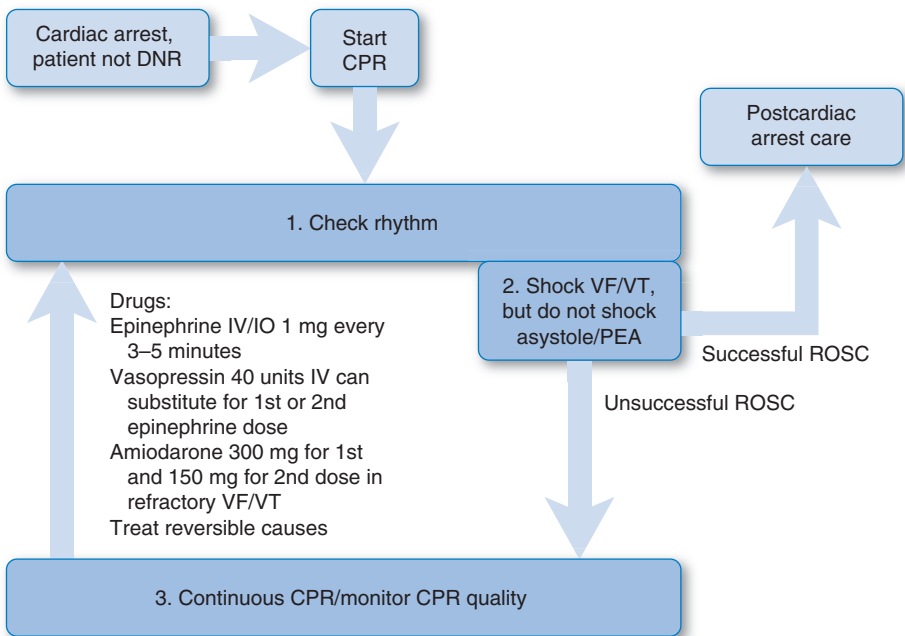 Cardiac arrest,
patient not DNR
Start
CPR
Postcardiac
arrest care
1. Check rhythm
2. Shock VF/VT,
but do not shock
asystole/PEA
Successful ROSC
Unsuccessful ROSC
Drugs:
Epinephrine IV/IO 1 mg every
3–5 minutes
Vasopressin 40 units IV can
substitute for 1st or 2nd
epinephrine dose
Amiodarone 300 mg for 1st
and 150 mg for 2nd dose in
refractory VF/VT
Treat reversible causes
3. Continuous CPR/monitor CPR quality